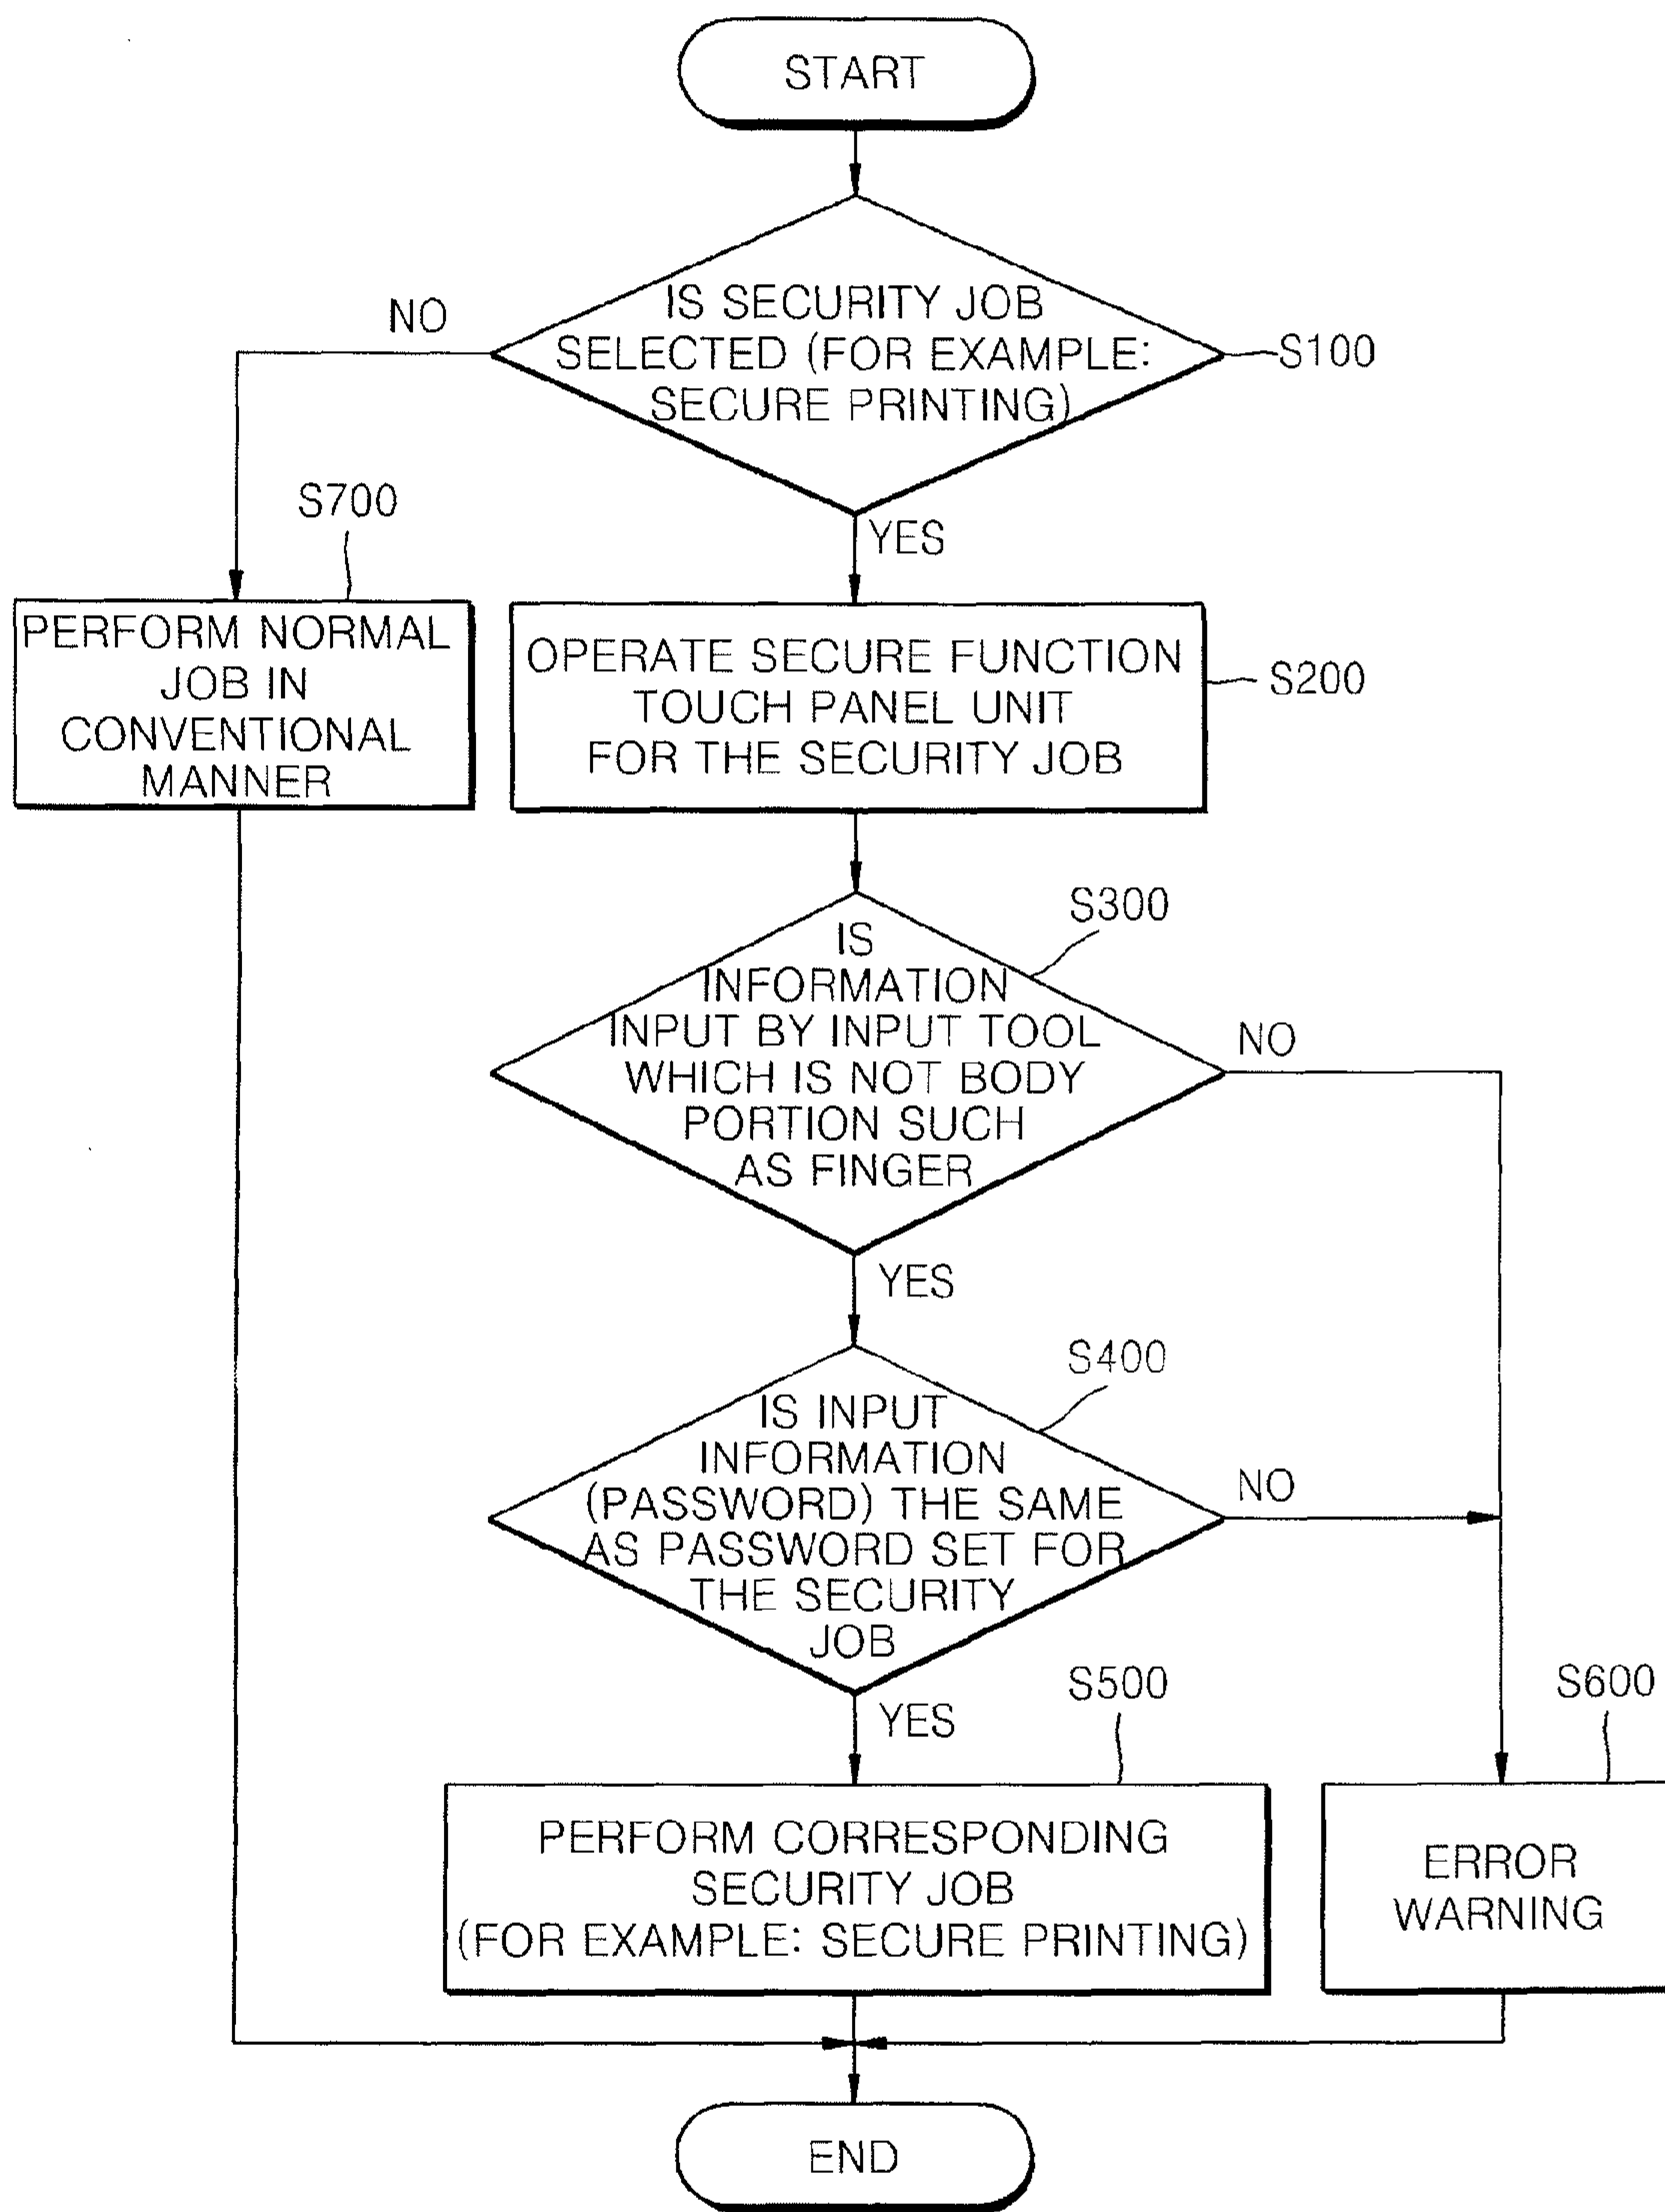 START
IS SECURITY JOB
SELECTED (FOR EXAMPLE:
SECURE PRINTING)
S100
NO
YES
S700
PERFORM NORMAL
JOB IN
CONVENTIONAL
MANNER
OPERATE SECURE FUNCTION
TOUCH PANEL UNIT
FOR THE SECURITY JOB
S200
S300
IS
INFORMATION
INPUT BY INPUT TOOL
WHICH IS NOT BODY
PORTION SUCH
AS FINGER
NO
YES
S400
IS INPUT
INFORMATION
(PASSWORD) THE SAME
AS PASSWORD SET FOR
THE SECURITY
JOB
NO
YES
S500
PERFORM CORRESPONDING
SECURITY JOB
(FOR EXAMPLE: SECURE PRINTING)
S600
ERROR
WARNING
END